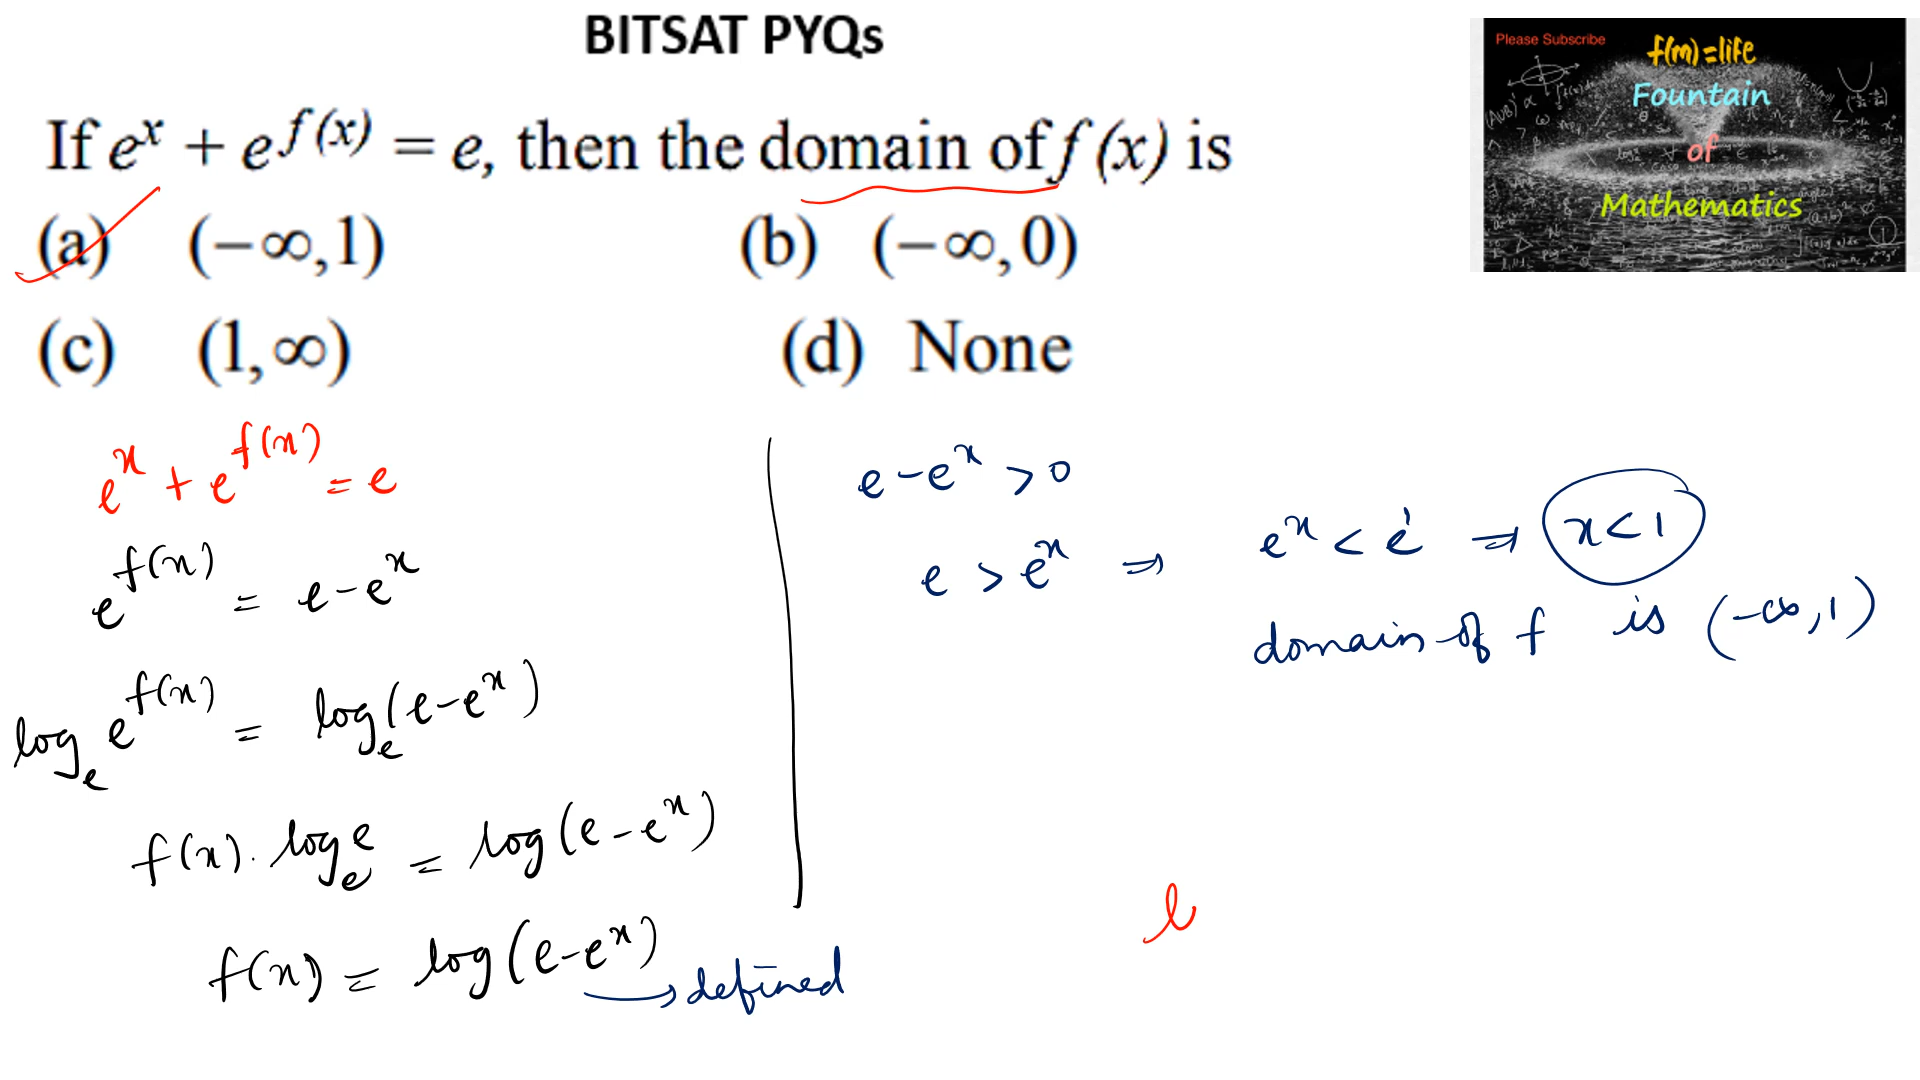 BITSAT PYQs
If e^x + e^f(x) = e, then the domain of f(x) is
(a) (−∞,1) (b) (−∞,0)
(c) (1,∞) (d) None
e^x + e^f(x) = e
e^f(x) = e − e^x
log_e e^f(x) = log_e (e − e^x)
f(x). log_e e = log (e − e^x)
f(x) = log (e − e^x) → defined
e − e^x > 0
e > e^x ⇒ e^x < e^1 ⇒ x < 1
domain of f is (−∞, 1)
l
Please Subscribe
f(m)=life
Fountain
of
Mathematics